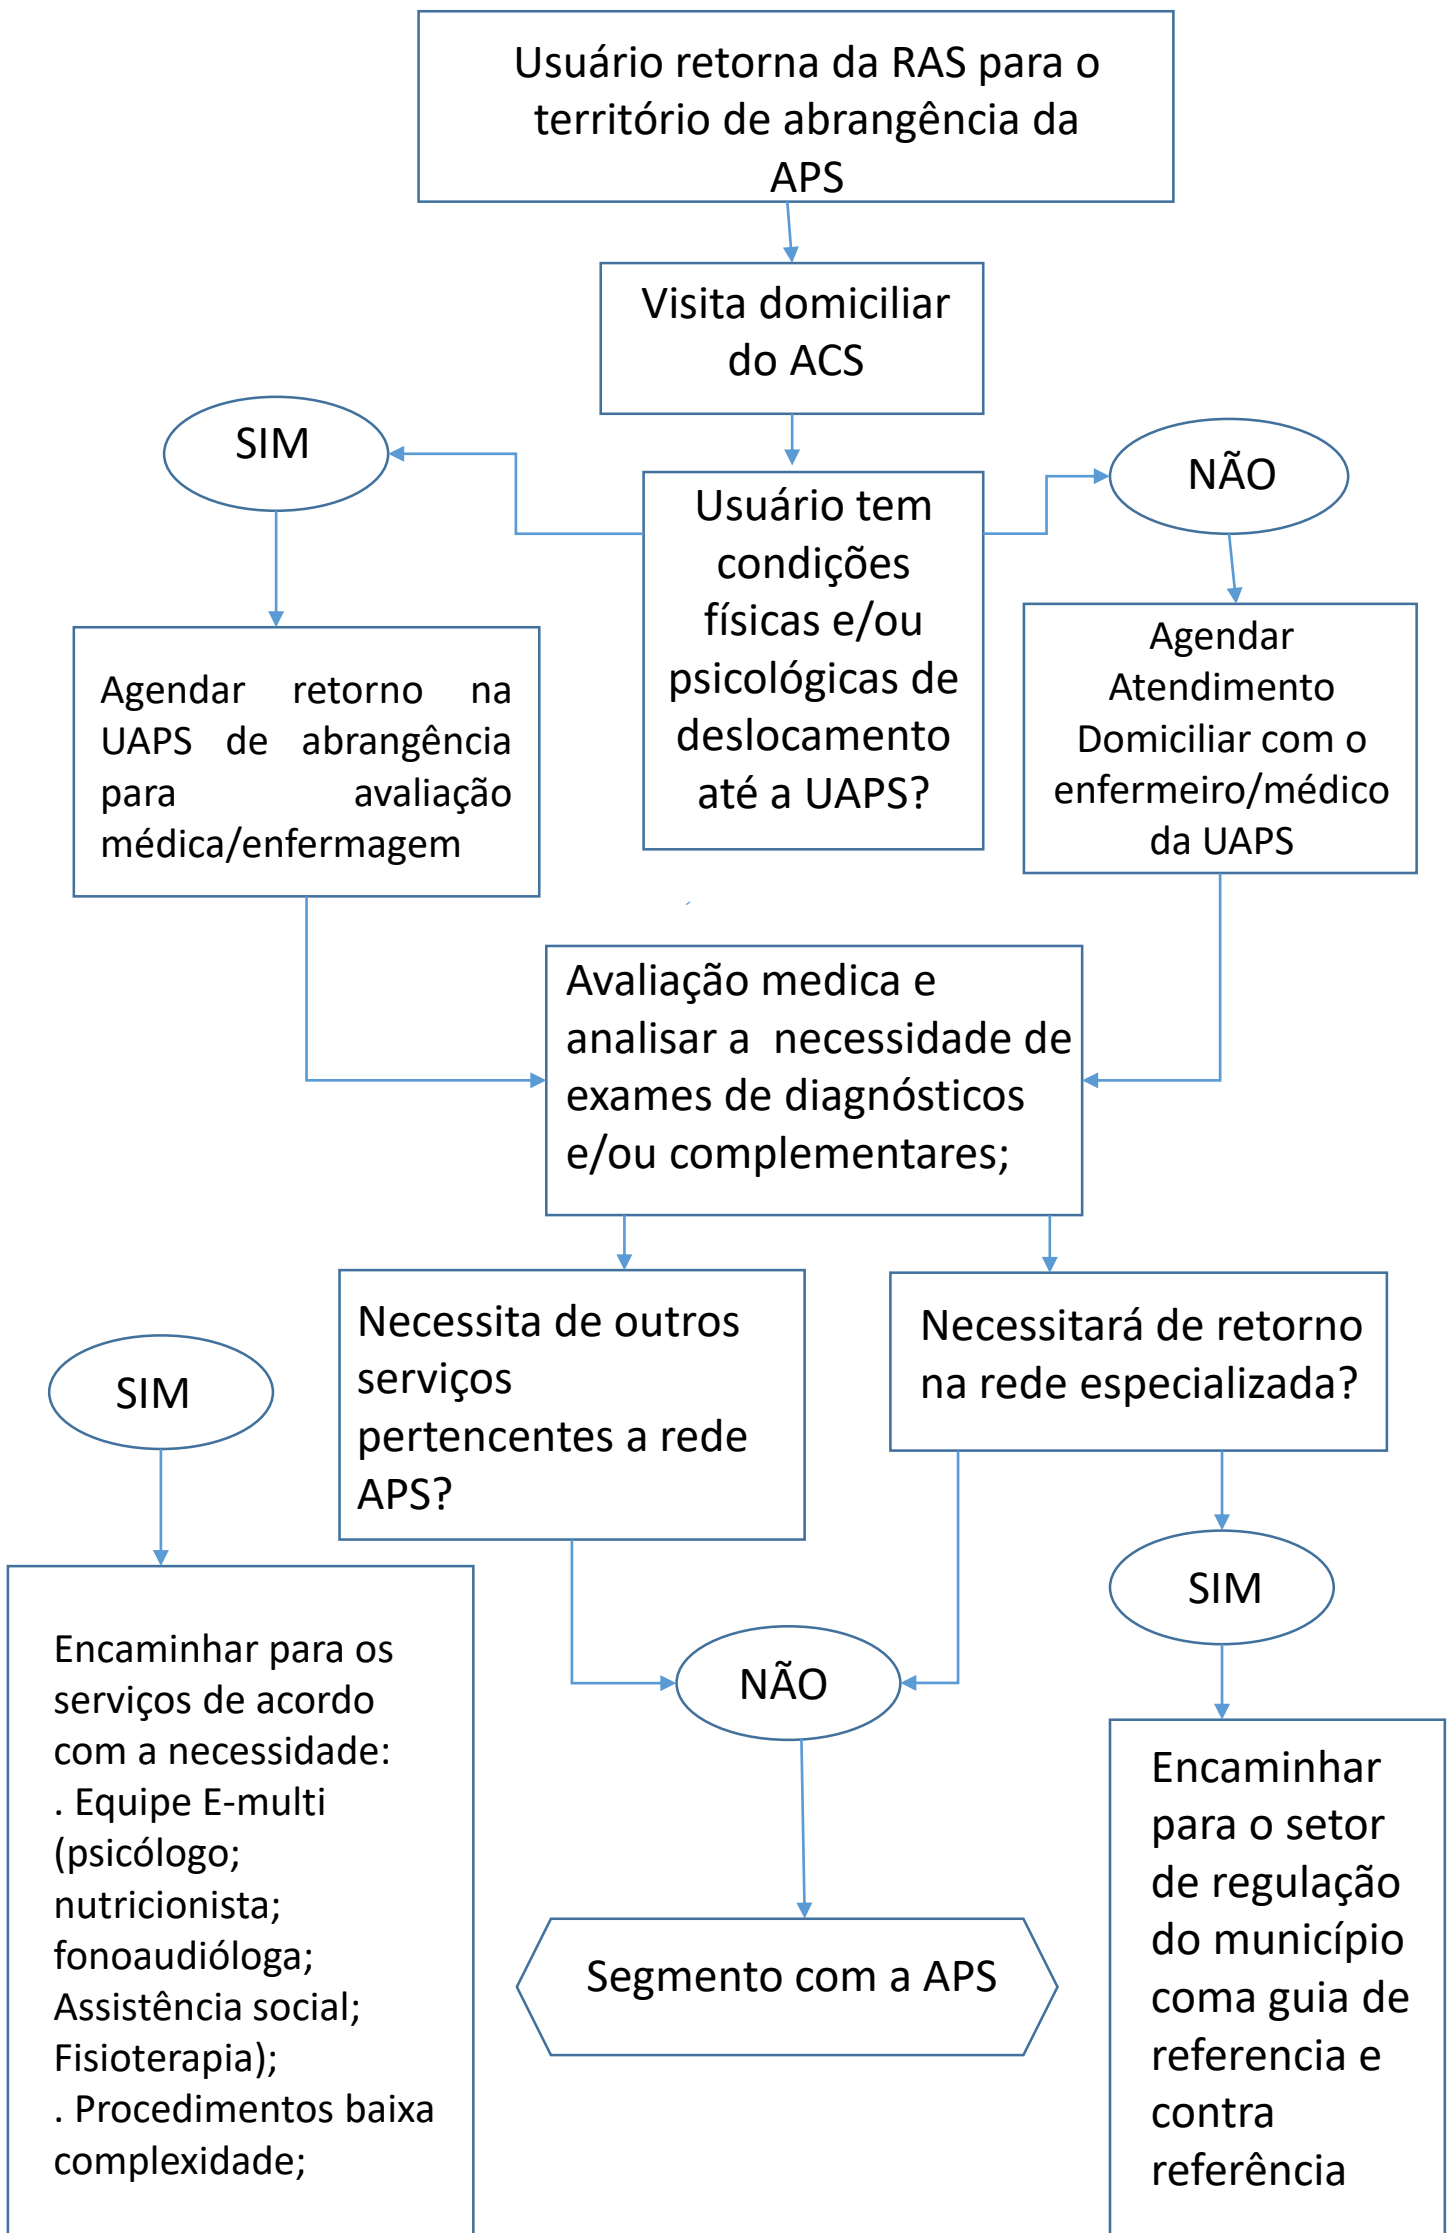 Usuário retorna da RAS para o
território de abrangência da
APS
Visita domiciliar
do ACS
SIM
NÃO
Usuário tem
condições
físicas e/ou
psicológicas de
deslocamento
até a UAPS?
Agendar retorno na
UAPS de abrangência
para avaliação
médica/enfermagem
Agendar
Atendimento
Domiciliar com o
enfermeiro/médico
da UAPS
Avaliação medica e
analisar a necessidade de
exames de diagnósticos
e/ou complementares;
Necessita de outros
serviços
pertencentes a rede
APS?
Necessitará de retorno
na rede especializada?
SIM
SIM
NÃO
Encaminhar para os
serviços de acordo
com a necessidade:
. Equipe E-multi
(psicólogo;
nutricionista;
fonoaudióloga;
Assistência social;
Fisioterapia);
. Procedimentos baixa
complexidade;
Segmento com a APS
Encaminhar
para o setor
de regulação
do município
coma guia de
referencia e
contra
referência